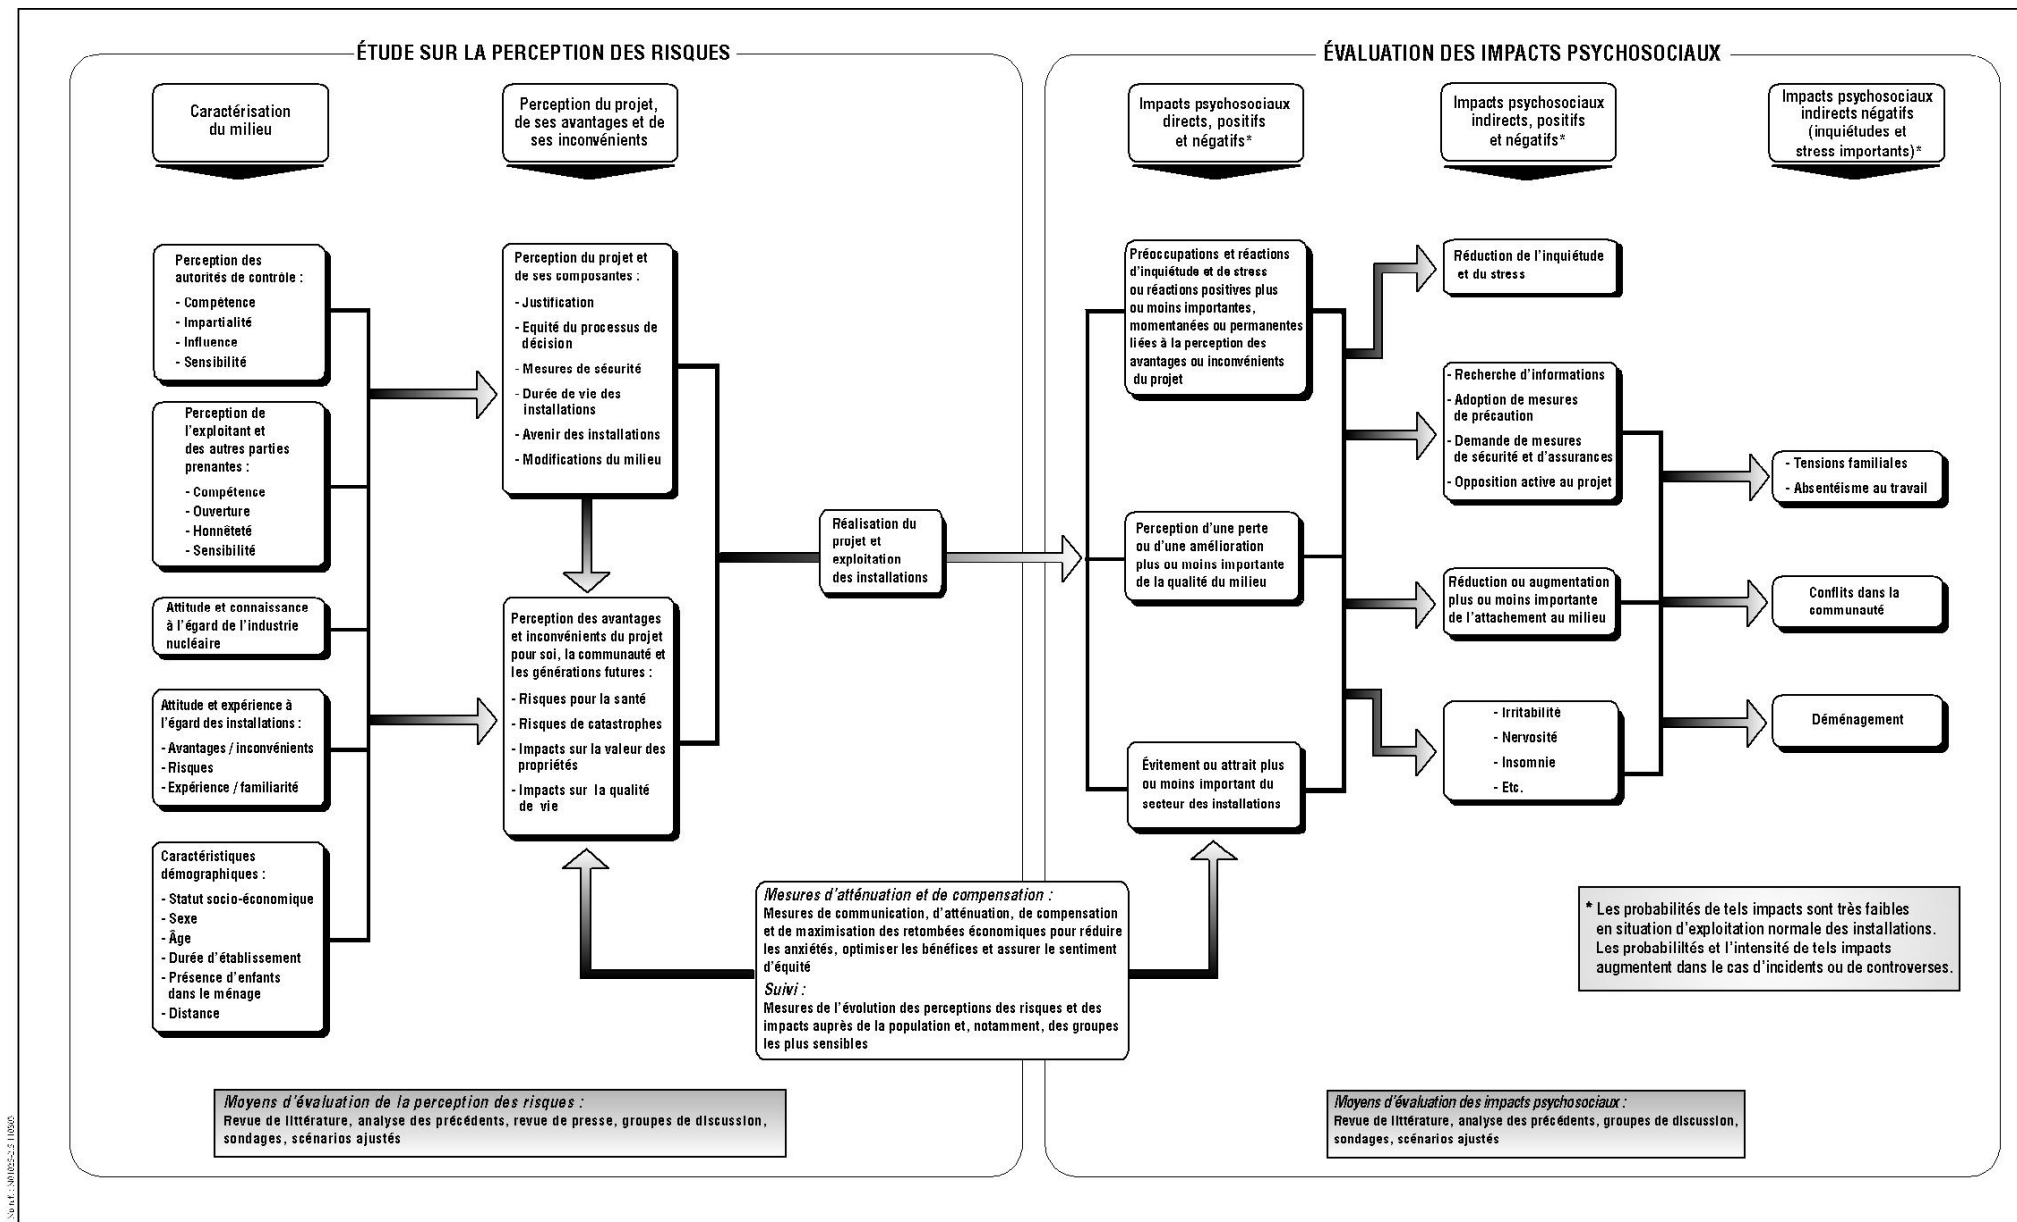 ÉTUDE SUR LA PERCEPTION DES RISQUES
Caractérisation
du milieu
Perception du projet,
de ses avantages et de
ses inconvénients
Perception des
autorités de contrôle :
- Compétence
- Impartialité
- Influence
- Sensibilité
Perception de
l'exploitant et
des autres parties
prenantes :
- Compétence
- Ouverture
- Honnêteté
- Sensibilité
Attitude et connaissance
à l'égard de l'industrie
nucléaire
Attitude et expérience à
l'égard des installations :
- Avantages / inconvénients
- Risques
- Expérience / familiarité
Caractéristiques
démographiques :
- Statut socio-économique
- Sexe
- Âge
- Durée d'établissement
- Présence d'enfants
dans le ménage
- Distance
Perception du projet et
de ses composantes :
- Justification
- Equité du processus de
décision
- Mesures de sécurité
- Durée de vie des
installations
- Avenir des installations
- Modifications du milieu
Perception des avantages
et inconvénients du projet
pour soi, la communauté et
les générations futures :
- Risques pour la santé
- Risques de catastrophes
- Impacts sur la valeur des
propriétés
- Impacts sur la qualité
de vie
Réalisation du
projet et
exploitation
des installations
Mesures d'atténuation et de compensation :
Mesures de communication, d'atténuation, de compensation
et de maximisation des retombées économiques pour réduire
les anxiétés, optimiser les bénéfices et assurer le sentiment
d'équité
Suivi :
Mesures de l'évolution des perceptions des risques et des
impacts auprès de la population et, notamment, des groupes
les plus sensibles
Moyens d'évaluation de la perception des risques :
Revue de littérature, analyse des précédents, revue de presse, groupes de discussion,
sondages, scénarios ajustés
ÉVALUATION DES IMPACTS PSYCHOSOCIAUX
Impacts psychosociaux
directs, positifs
et négatifs*
Impacts psychosociaux
indirects, positifs
et négatifs*
Impacts psychosociaux
indirects négatifs
(inquiétudes et
stress importants)*
Préoccupations et réactions
d'inquiétude et de stress
ou réactions positives plus
ou moins importantes,
momentanées ou permanentes
liées à la perception des
avantages ou inconvénients
du projet
Perception d'une perte
ou d'une amélioration
plus ou moins importante
de la qualité du milieu
Évitement ou attrait plus
ou moins important du
secteur des installations
Réduction de l'inquiétude
et du stress
- Recherche d'informations
- Adoption de mesures
de précaution
- Demande de mesures
de sécurité et d'assurances
- Opposition active au projet
Réduction ou augmentation
plus ou moins importante
de l'attachement au milieu
- Irritabilité
- Nervosité
- Insomnie
- Etc.
- Tensions familiales
- Absentéisme au travail
Conflits dans la
communauté
Déménagement
* Les probabilités de tels impacts sont très faibles
en situation d'exploitation normale des installations.
Les probabilités et l'intensité de tels impacts
augmentent dans le cas d'incidents ou de controverses.
Moyens d'évaluation des impacts psychosociaux :
Revue de littérature, analyse des précédents, groupes de discussion,
sondages, scénarios ajustés